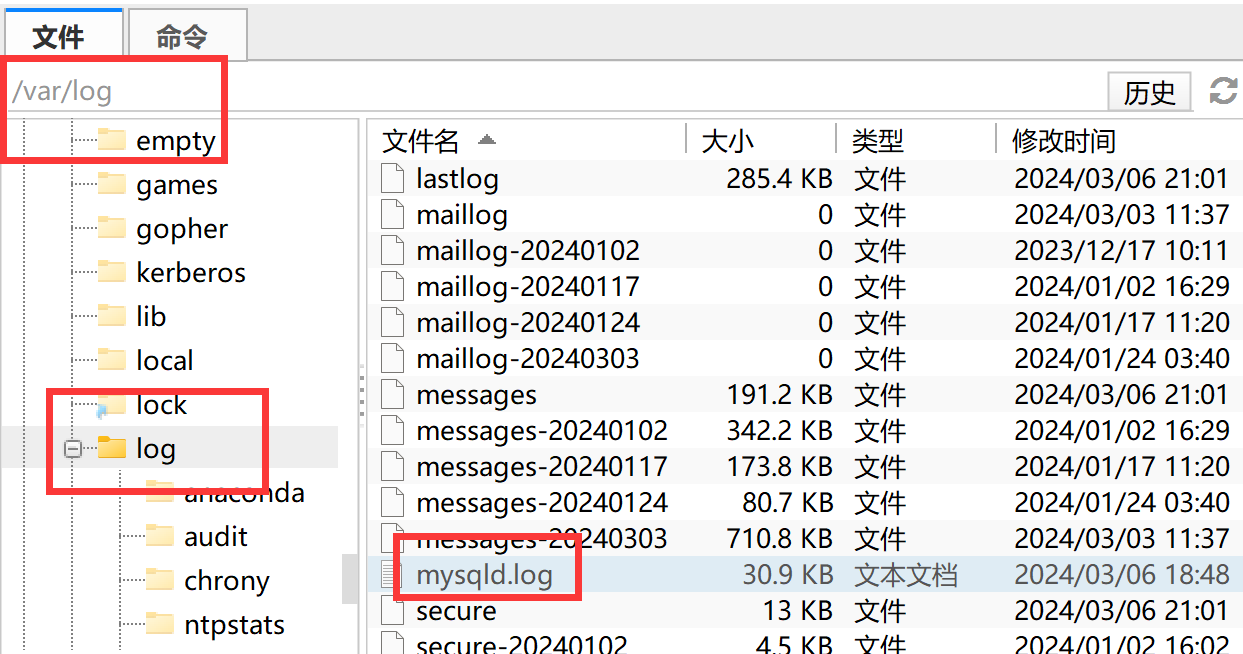 文件 命令
/var/log 历史
empty
games
gopher
kerberos
lib
local
lock
log
anaconda
audit
chrony
ntpstats
文件名 大小 类型 修改时间
lastlog 285.4 KB 文件 2024/03/06 21:01
maillog 0 文件 2024/03/03 11:37
maillog-20240102 0 文件 2023/12/17 10:11
maillog-20240117 0 文件 2024/01/02 16:29
maillog-20240124 0 文件 2024/01/17 11:20
maillog-20240303 0 文件 2024/01/24 03:40
messages 191.2 KB 文件 2024/03/06 21:01
messages-20240102 342.2 KB 文件 2024/01/02 16:29
messages-20240117 173.8 KB 文件 2024/01/17 11:20
messages-20240124 80.7 KB 文件 2024/01/24 03:40
messages-20240303 710.8 KB 文件 2024/03/03 11:37
mysqld.log 30.9 KB 文本文档 2024/03/06 18:48
secure 13 KB 文件 2024/03/06 21:01
secure-20240102 4.5 KB 文件 2024/01/02 16:02